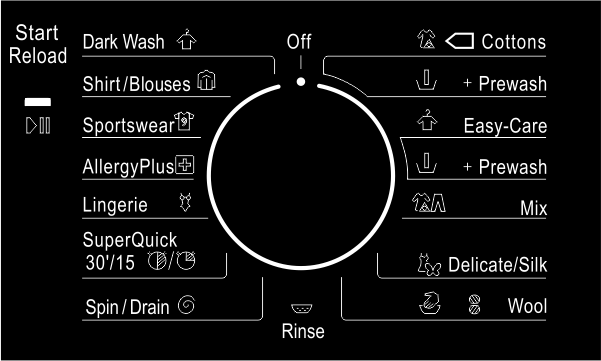 Start
Reload
Dark Wash
Shirt/Blouses
Sportswear 9
AllergyPlus
Lingerie
SuperQuick
30'/15
/
Spin/Drain
Off
Rinse
Cottons
+ Prewash
Easy-Care
+ Prewash
Mix
Delicate/Silk
Wool